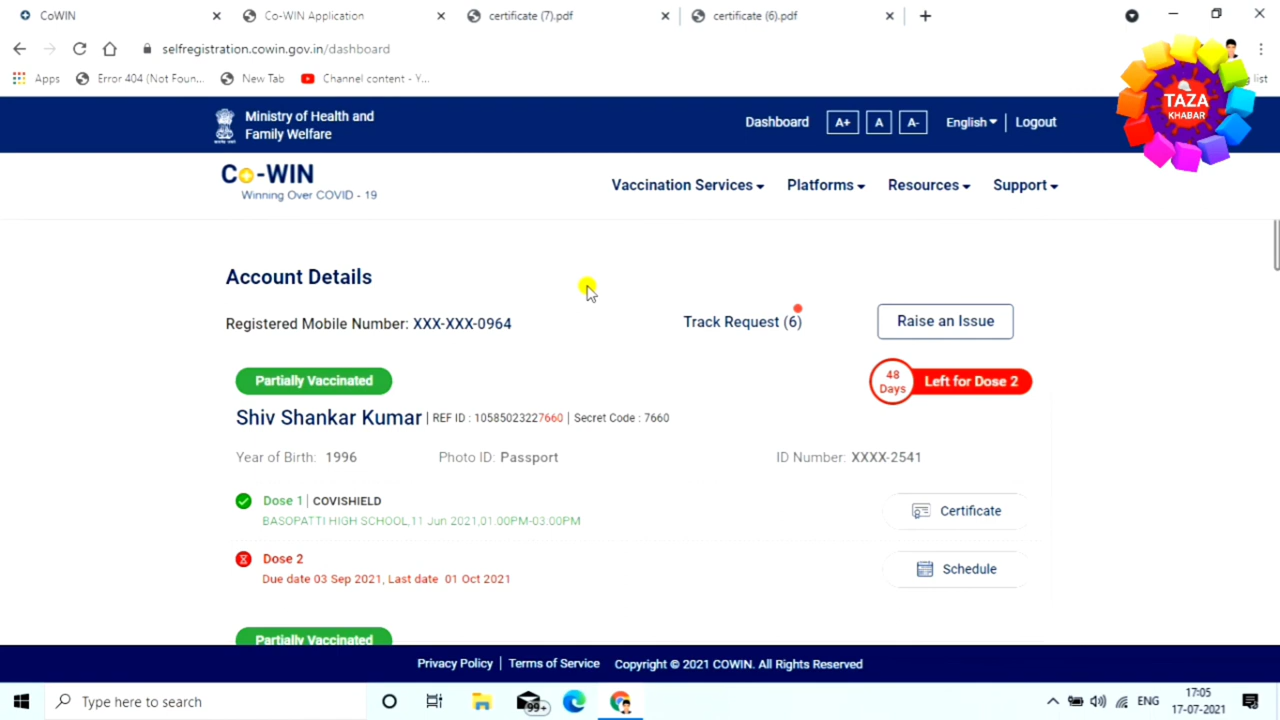 CoWIN
Co-WIN Application
certificate (7).pdf
certificate (6).pdf
selfregistration.cowin.gov.in/dashboard
Apps
Error 404 (Not Foun...
New Tab
Channel content - Y...
list
TAZA
KHABAR
Ministry of Health and
Family Welfare
Dashboard
A+
A
A-
English
Logout
Co-WIN
Winning Over COVID - 19
Vaccination Services
Platforms
Resources
Support
Account Details
Registered Mobile Number: XXX-XXX-0964
Track Request (6)
Raise an Issue
Partially Vaccinated
48
Days
Left for Dose 2
Shiv Shankar Kumar | REF ID : 10585023227660 | Secret Code : 7660
Year of Birth: 1996
Photo ID: Passport
ID Number: XXXX-2541
Dose 1 | COVISHIELD
BASOPATTI HIGH SCHOOL,11 Jun 2021,01:00PM-03:00PM
Certificate
Dose 2
Due date 03 Sep 2021, Last date 01 Oct 2021
Schedule
Partially Vaccinated
Privacy Policy | Terms of Service
Copyright © 2021 COWIN. All Rights Reserved
Type here to search
99+
ENG
17:05
17-07-2021